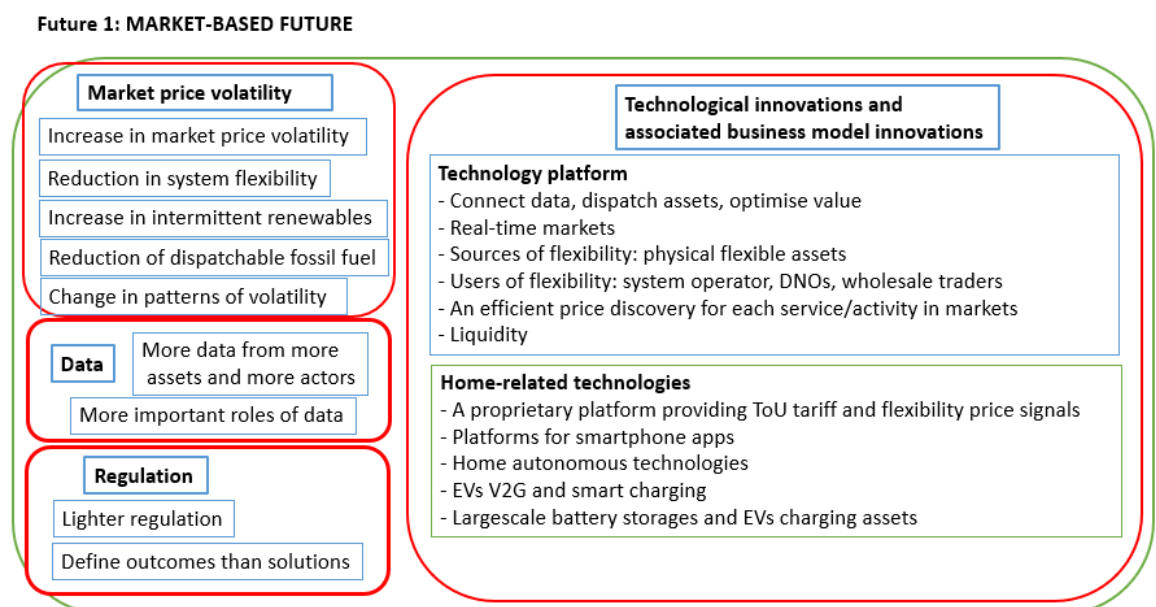 Future 1: MARKET-BASED FUTURE
Market price volatility
Increase in market price volatility
Reduction in system flexibility
Increase in intermittent renewables
Reduction of dispatchable fossil fuel
Change in patterns of volatility
Data
More data from more
assets and more actors
More important roles of data
Regulation
Lighter regulation
Define outcomes than solutions
Technological innovations and
associated business model innovations
Technology platform
- Connect data, dispatch assets, optimise value
- Real-time markets
- Sources of flexibility: physical flexible assets
- Users of flexibility: system operator, DNOs, wholesale traders
- An efficient price discovery for each service/activity in markets
- Liquidity
Home-related technologies
- A proprietary platform providing ToU tariff and flexibility price signals
- Platforms for smartphone apps
- Home autonomous technologies
- EVs V2G and smart charging
- Largescale battery storages and EVs charging assets